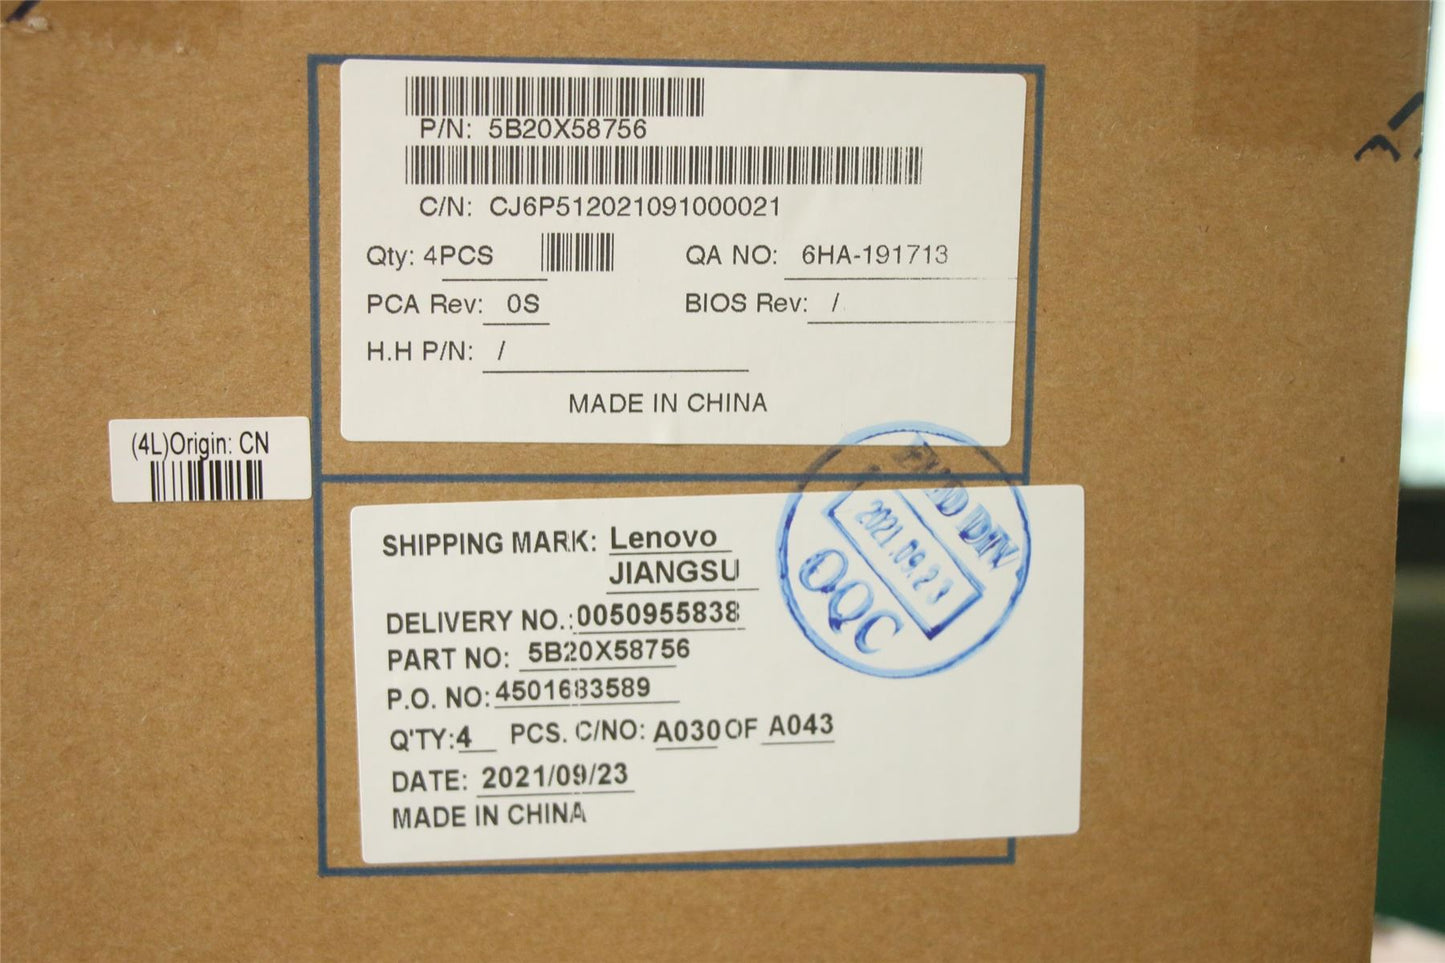 P/N: 5B20X58756
C/N: CJ6P512021091000021
Qty: 4PCS QA NO: 6HA-191713
PCA Rev: 0S BIOS Rev: /
H.H P/N: /
MADE IN CHINA
(4L)Origin: CN
SHIPPING MARK: Lenovo
JIANGSU
DELIVERY NO.:0050955838
PART NO: 5B20X58756
P.O. NO:4501683589
Q'TY:4 PCS. C/NO: A030OF A043
DATE: 2021/09/23
MADE IN CHINA
DIV
2021.09.23
OQC